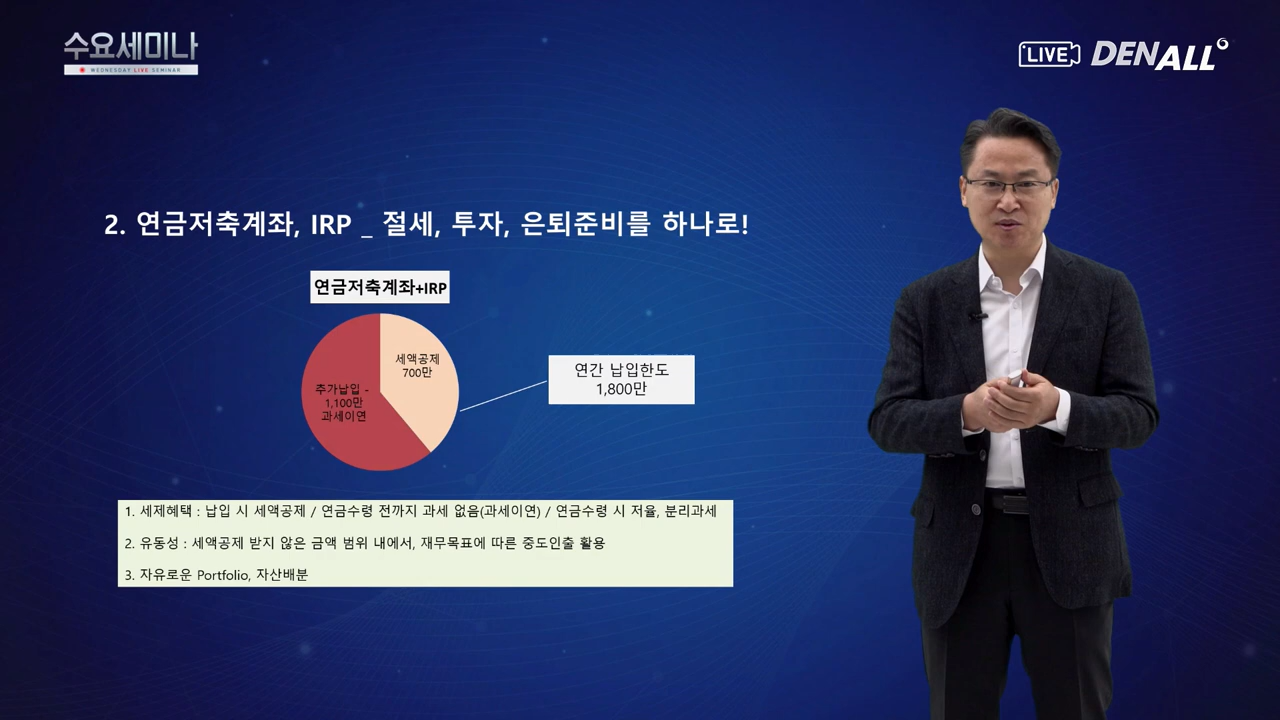 수요세미나
WEDNESDAY LIVE SEMINAR
LIVE DENALL
2. 연금저축계좌, IRP _ 절세, 투자, 은퇴준비를 하나로!
연금저축계좌+IRP
세액공제
700만
추가납입 -
1,100만
과세이연
연간 납입한도
1,800만
1. 세제혜택 : 납입 시 세액공제 / 연금수령 전까지 과세 없음(과세이연) / 연금수령 시 저율, 분리과세
2. 유동성 : 세액공제 받지 않은 금액 범위 내에서, 재무목표에 따른 중도인출 활용
3. 자유로운 Portfolio, 자산배분